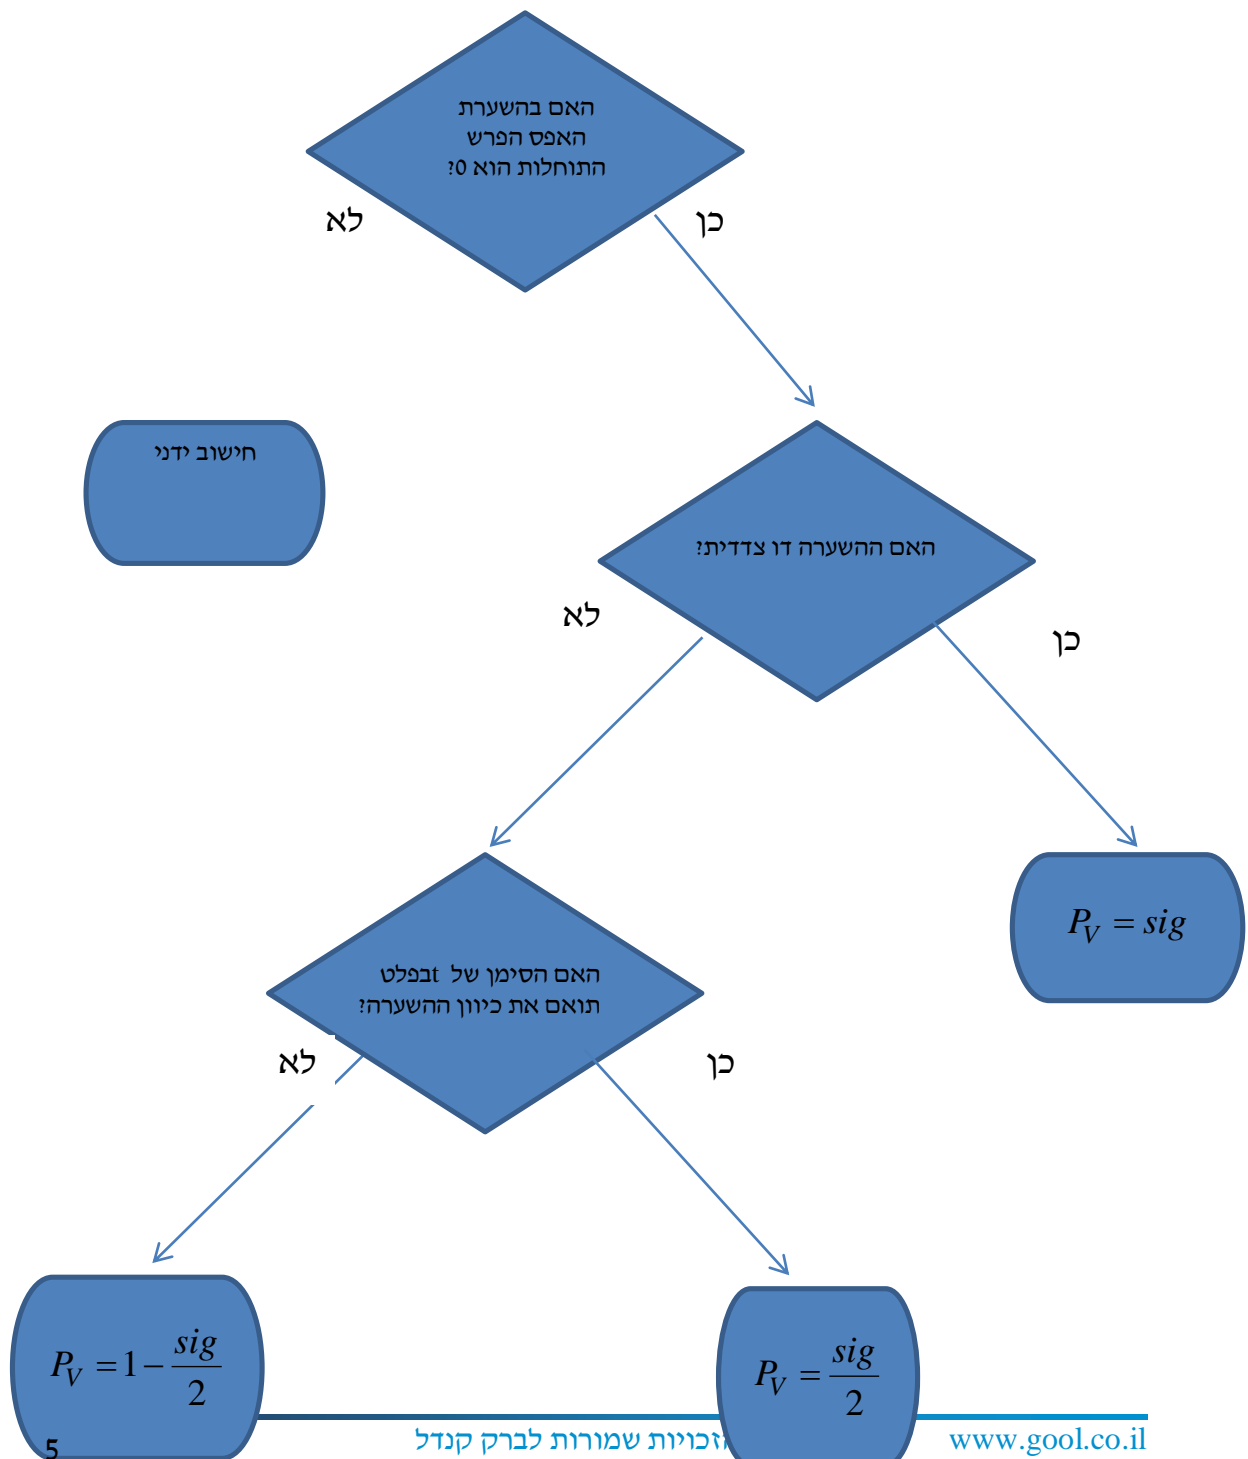 האם בהשערת
האפס הפרש
התוחלות הוא 0?
לא
כן
חישוב ידני
האם ההשערה דו צדדית?
לא
כן
P_V = sig
האם הסימן של tבפלט
תואם את כיוון ההשערה?
לא
כן
P_V = 1 − sig/2
P_V = sig/2
זכויות שמורות לברק קנדל
www.gool.co.il
5